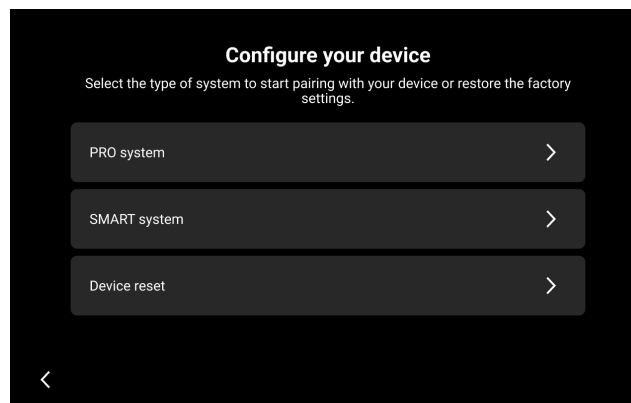 Configure your device
Select the type of system to start pairing with your device or restore the factory
settings.
PRO system
SMART system
Device reset